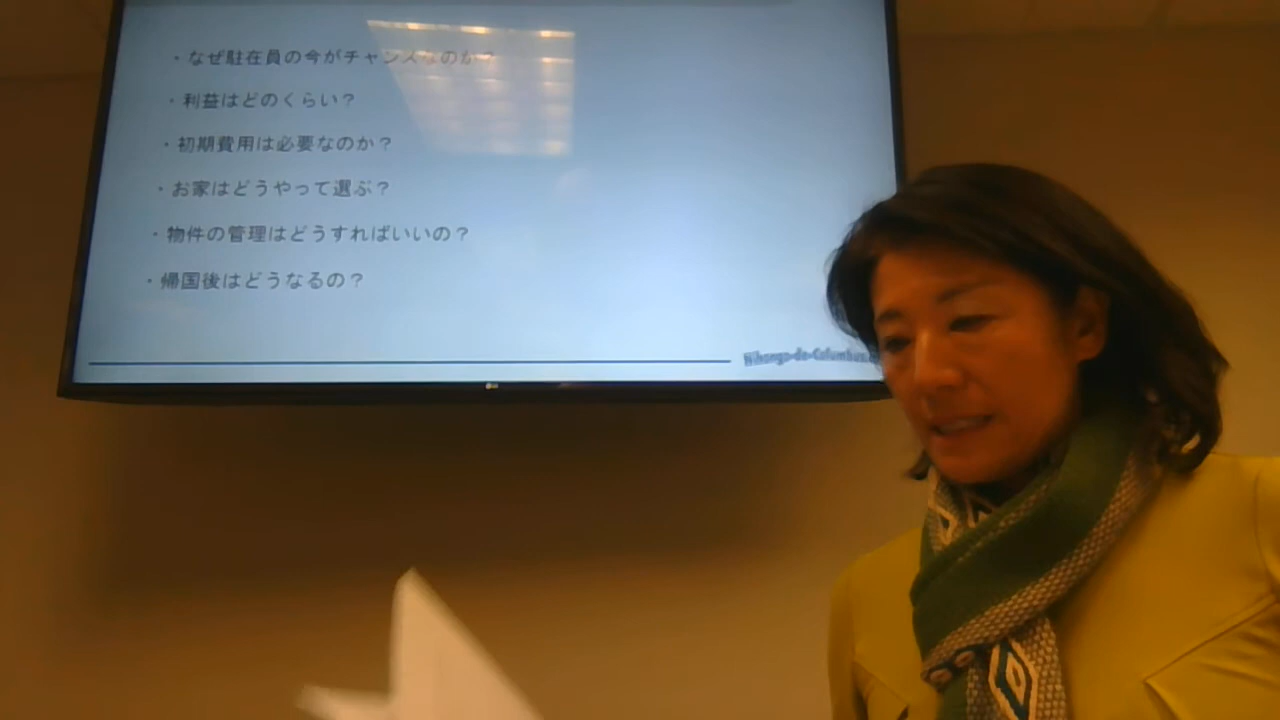 ・なぜ駐在員の今がチャンスなのか？
・利益はどのくらい？
・初期費用は必要なのか？
・お家はどうやって選ぶ？
・物件の管理はどうすればいいの？
・帰国後はどうなるの？